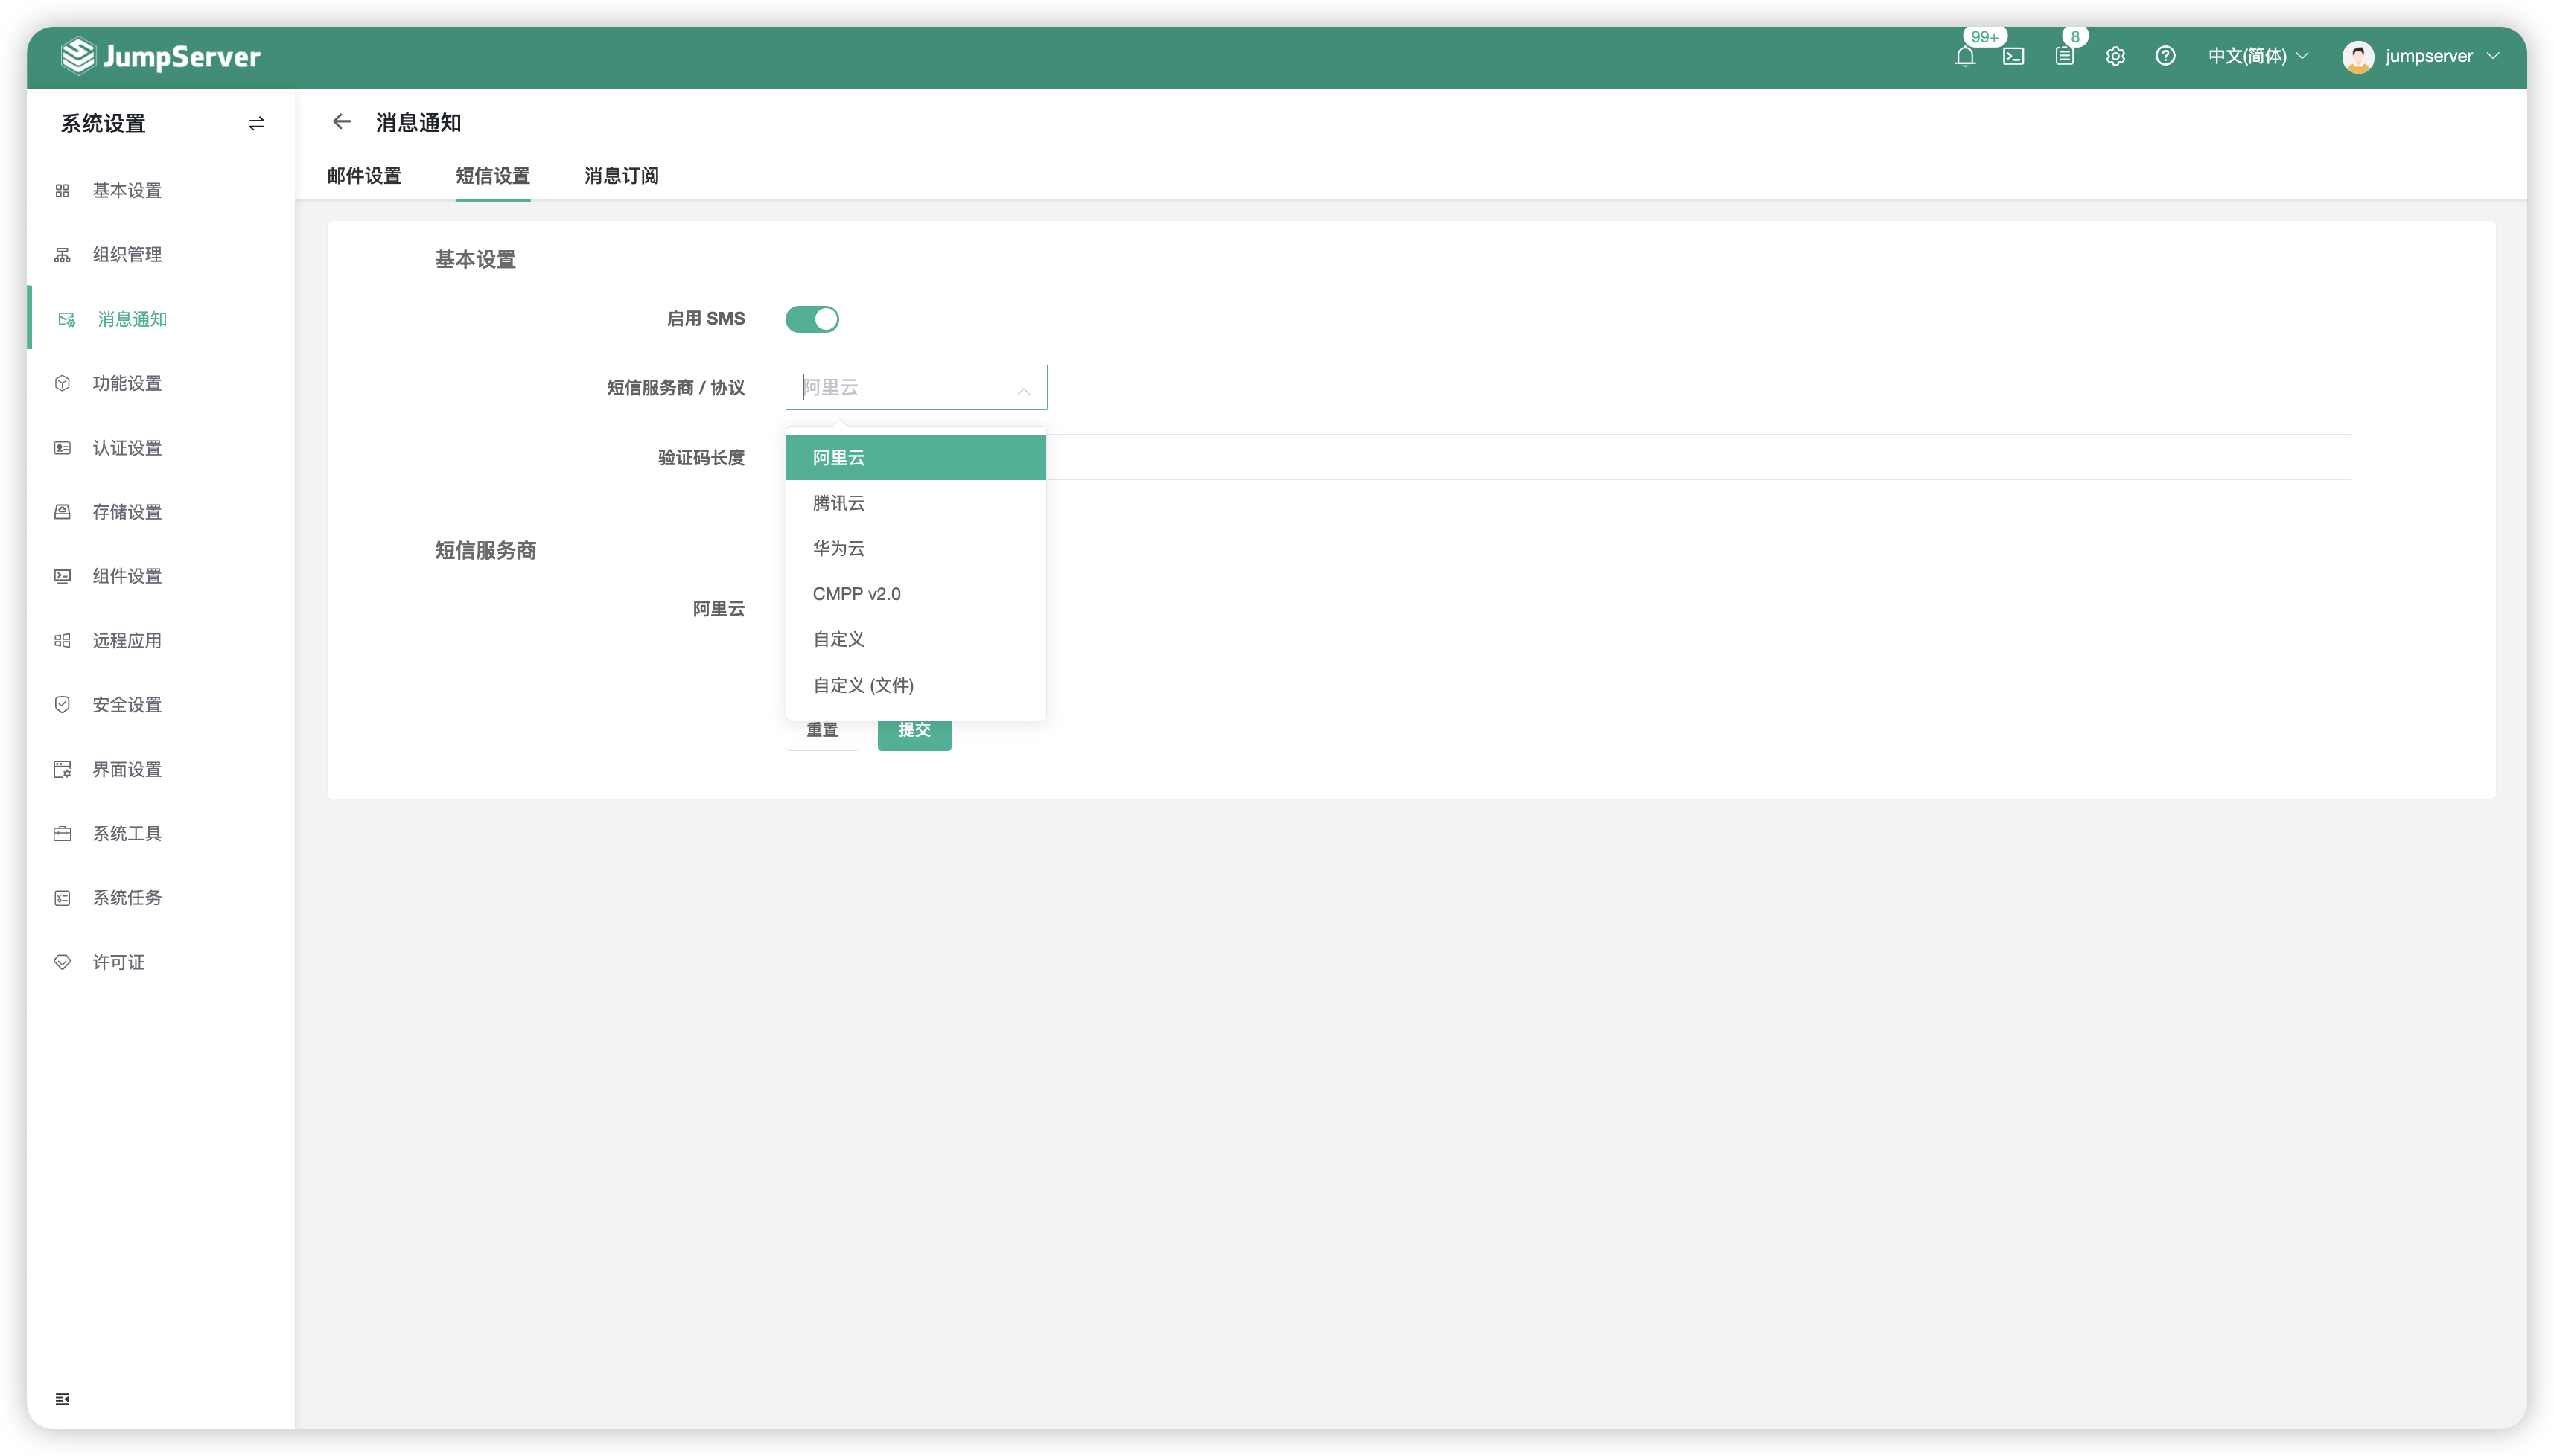 JumpServer
99+
8
中文(简体)
jumpserver
系统设置
基本设置
组织管理
消息通知
功能设置
认证设置
存储设置
组件设置
远程应用
安全设置
界面设置
系统工具
系统任务
许可证
消息通知
邮件设置
短信设置
消息订阅
基本设置
启用 SMS
短信服务商 / 协议
阿里云
验证码长度
阿里云
腾讯云
华为云
CMPP v2.0
自定义
自定义 (文件)
短信服务商
阿里云
重置
提交